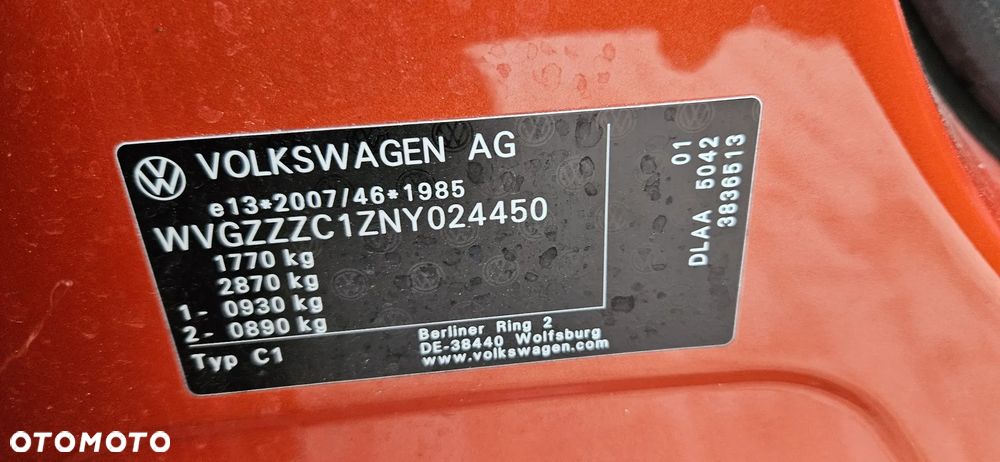 VOLKSWAGEN AG
e13*2007/46*1985
WVGZZZC1ZNY024450
1770 kg
2870 kg
1- 0930 kg
2- 0890 kg
Typ C1
Berliner Ring 2
DE-38440 Wolfsburg
www.volkswagen.com
01
DLAA 5042
3836513
OTOMOTO